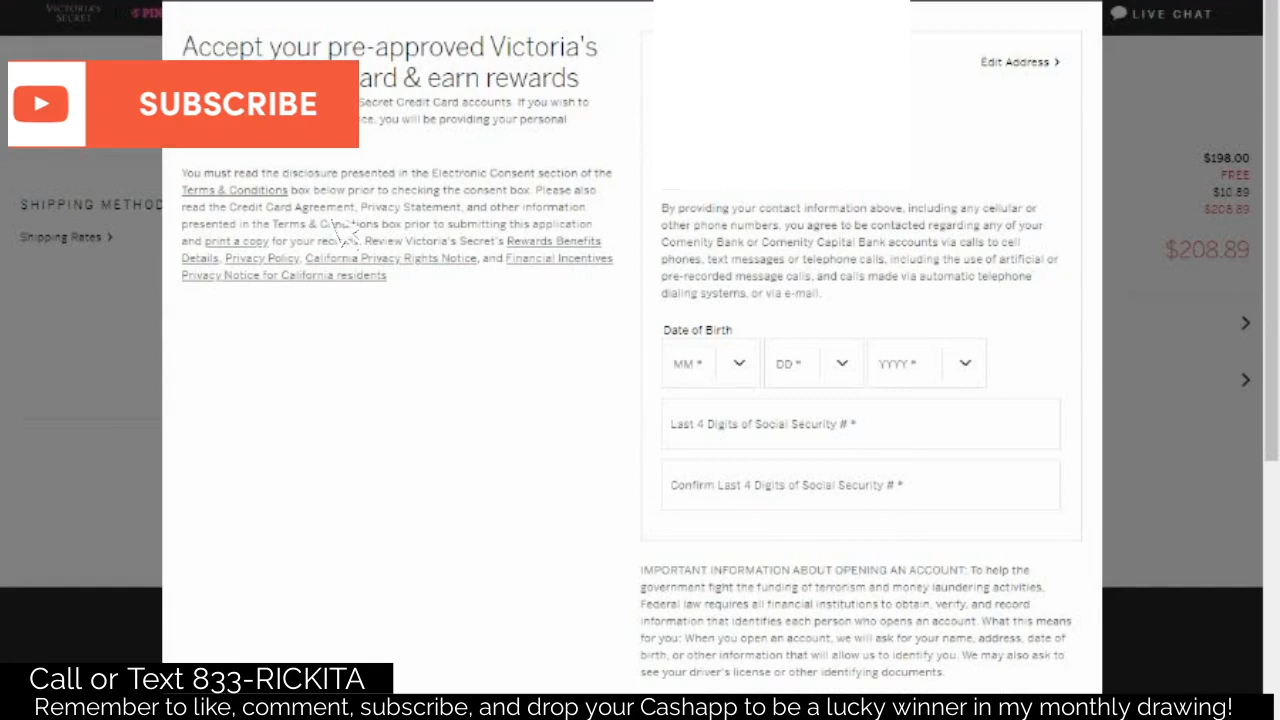 VICTORIA'S
SECRET
PINK
LIVE CHAT
Accept your pre-approved Victoria's
ard & earn rewards
Secret Credit Card accounts. If you wish to
ce, you will be providing your personal
SUBSCRIBE
You must read the disclosure presented in the Electronic Consent section of the
Terms & Conditions box below prior to checking the consent box. Please also
read the Credit Card Agreement, Privacy Statement, and other information
presented in the Terms & Conditions box prior to submitting this application
and print a copy for your records. Review Victoria's Secret's Rewards Benefits
Details, Privacy Policy, California Privacy Rights Notice, and Financial Incentives
Privacy Notice for California residents
SHIPPING METHOD
Shipping Rates
Edit Address
By providing your contact information above, including any cellular or
other phone numbers, you agree to be contacted regarding any of your
Comenity Bank or Comenity Capital Bank accounts via calls to cell
phones, text messages or telephone calls, including the use of artificial or
pre-recorded message calls, and calls made via automatic telephone
dialing systems, or via e-mail.
Date of Birth
MM *
DD *
YYYY *
Last 4 Digits of Social Security # *
Confirm Last 4 Digits of Social Security # *
IMPORTANT INFORMATION ABOUT OPENING AN ACCOUNT: To help the
government fight the funding of terrorism and money laundering activities,
Federal law requires all financial institutions to obtain, verify, and record
information that identifies each person who opens an account. What this means
for you: When you open an account, we will ask for your name, address, date of
birth, or other information that will allow us to identify you. We may also ask to
see your driver's license or other identifying documents.
$198.00
FREE
$10.89
$208.89
$208.89
Call or Text 833-RICKITA
Remember to like, comment, subscribe, and drop your Cashapp to be a lucky winner in my monthly drawing!